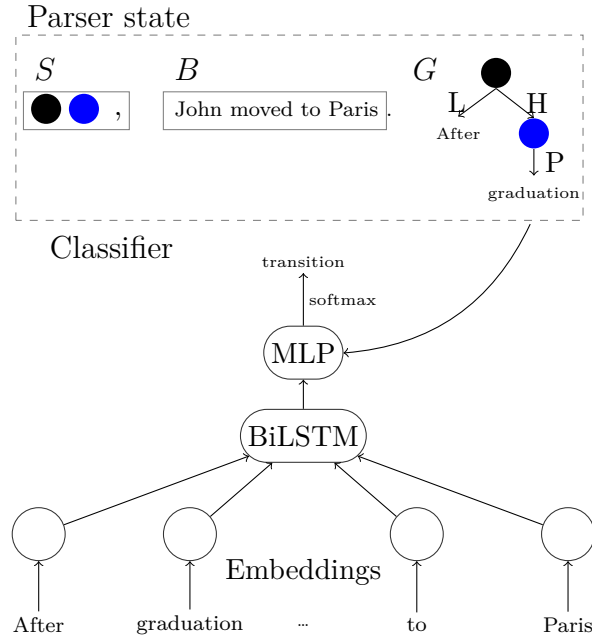 Parser state
S B G
, John moved to Paris .
L H
After
P
graduation
Classifier
transition
softmax
MLP
BiLSTM
Embeddings
After graduation ... to Paris